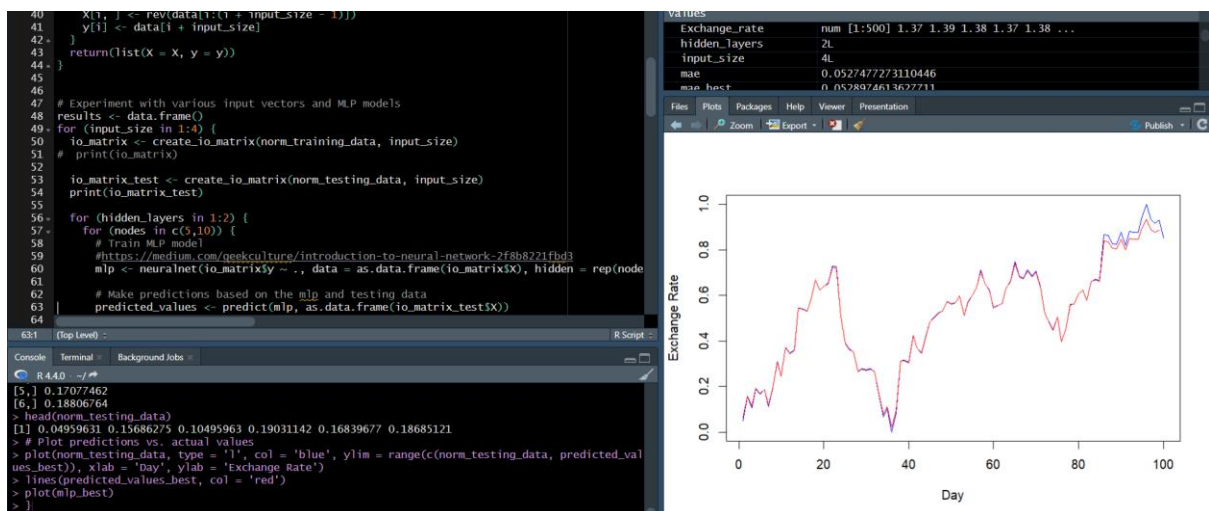 40 X[i, ] <- rev(data[i:(i + input_size - 1)])
41 y[i] <- data[i + input_size]
42 }
43 return(list(X = X, y = y))
44 }
45
46
47 # Experiment with various input vectors and MLP models
48 results <- data.frame()
49 for (input_size in 1:4) {
50 io_matrix <- create_io_matrix(norm_training_data, input_size)
51 # print(io_matrix)
52
53 io_matrix_test <- create_io_matrix(norm_testing_data, input_size)
54 print(io_matrix_test)
55
56 for (hidden_layers in 1:2) {
57 for (nodes in c(5,10)) {
58 # Train MLP model
59 #https://medium.com/geekculture/introduction-to-neural-network-2f8b8221fbd3
60 mlp <- neuralnet(io_matrix$y ~ ., data = as.data.frame(io_matrix$X), hidden = rep(node
61
62 # Make predictions based on the mlp and testing data
63 predicted_values <- predict(mlp, as.data.frame(io_matrix_test$X))
64
63:1 (Top Level) R Script
Console Terminal Background Jobs
R 4.4.0 · ~/
[5,] 0.17077462
[6,] 0.18806764
> head(norm_testing_data)
[1] 0.04959631 0.15686275 0.10495963 0.19031142 0.16839677 0.18685121
> # Plot predictions vs. actual values
> plot(norm_testing_data, type = 'l', col = 'blue', ylim = range(c(norm_testing_data, predicted_val
ues_best)), xlab = 'Day', ylab = 'Exchange Rate')
> lines(predicted_values_best, col = 'red')
> plot(mlp_best)
>
values
Exchange_rate num [1:500] 1.37 1.39 1.38 1.37 1.38 ...
hidden_layers 2L
input_size 4L
mae 0.0527477273110446
mae_best 0.0528974613627711
Files Plots Packages Help Viewer Presentation
Zoom Export Publish
Exchange Rate
1.0
0.8
0.6
0.4
0.2
0.0
0 20 40 60 80 100
Day